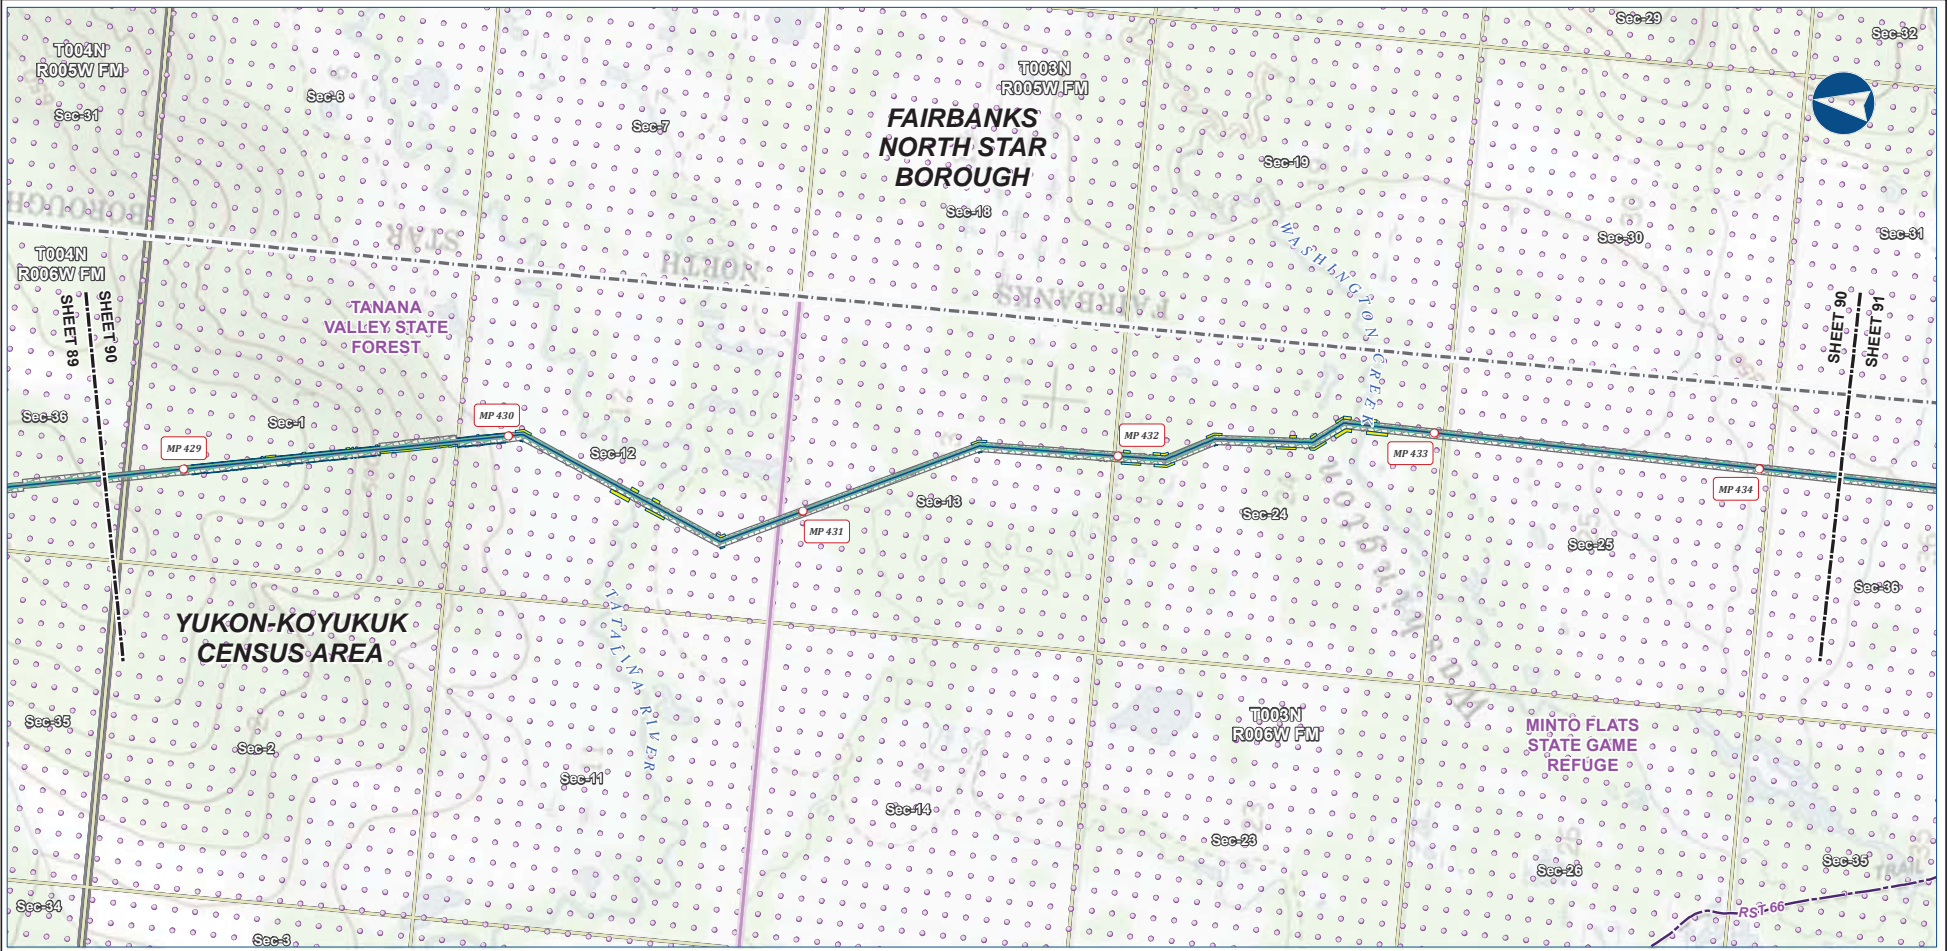 Sec-29
Sec-32
T004N
R005W FM
T003N
R005W FM
Sec-6
Sec-31
Sec-7
FAIRBANKS
NORTH STAR
BOROUGH
Sec-19
Sec-18
BOROUGH
STAR
NORTH
FAIRBANKS
WASHINGTON CREEK
Sec-30
Sec-31
T004N
R006W FM
SHEET 89
SHEET 90
TANANA
VALLEY STATE
FOREST
SHEET 90
SHEET 91
Sec-36
Sec-1
MP 429
MP 430
Sec-12
MP 431
Sec-13
MP 432
MP 433
MP 434
Sec-24
Sec-25
Sec-36
YUKON-KOYUKUK
CENSUS AREA
TATALINA RIVER
Sec-35
Sec-2
Sec-11
Sec-14
T003N
R006W FM
MINTO FLATS
STATE GAME
REFUGE
Sec-23
Sec-26
Sec-35
TRAIL
Sec-34
Sec-3
RST 66